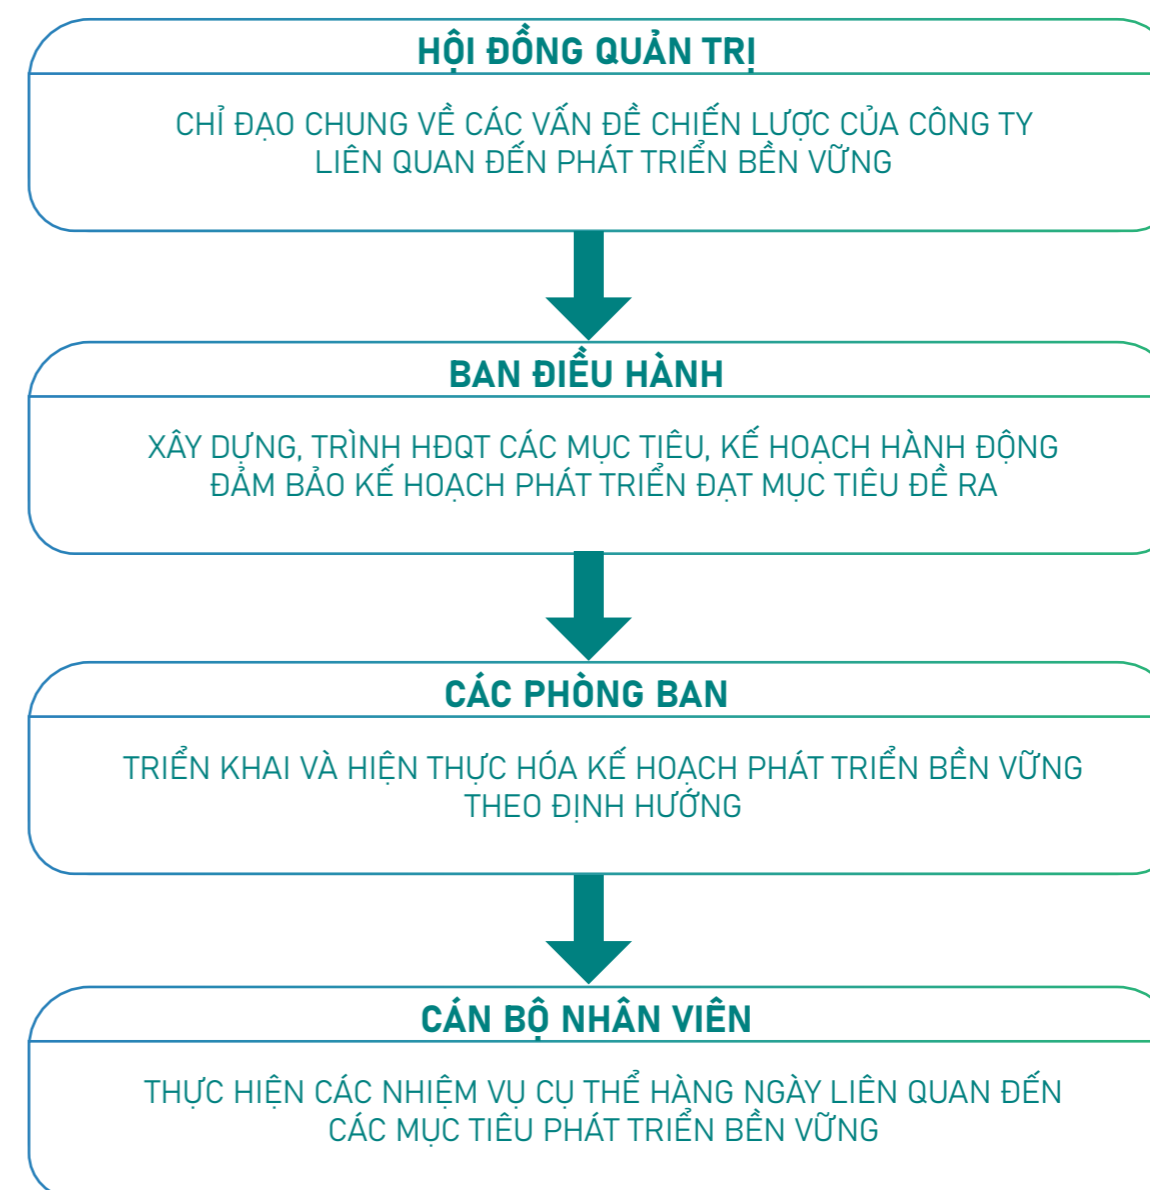 HỘI ĐỒNG QUẢN TRỊ
CHỈ ĐẠO CHUNG VỀ CÁC VẤN ĐỀ CHIẾN LƯỢC CỦA CÔNG TY
LIÊN QUAN ĐẾN PHÁT TRIỂN BỀN VỮNG
BAN ĐIỀU HÀNH
XÂY DỰNG, TRÌNH HĐQT CÁC MỤC TIÊU, KẾ HOẠCH HÀNH ĐỘNG
ĐẢM BẢO KẾ HOẠCH PHÁT TRIỂN ĐẠT MỤC TIÊU ĐỀ RA
CÁC PHÒNG BAN
TRIỂN KHAI VÀ HIỆN THỰC HÓA KẾ HOẠCH PHÁT TRIỂN BỀN VỮNG
THEO ĐỊNH HƯỚNG
CÁN BỘ NHÂN VIÊN
THỰC HIỆN CÁC NHIỆM VỤ CỤ THỂ HÀNG NGÀY LIÊN QUAN ĐẾN
CÁC MỤC TIÊU PHÁT TRIỂN BỀN VỮNG